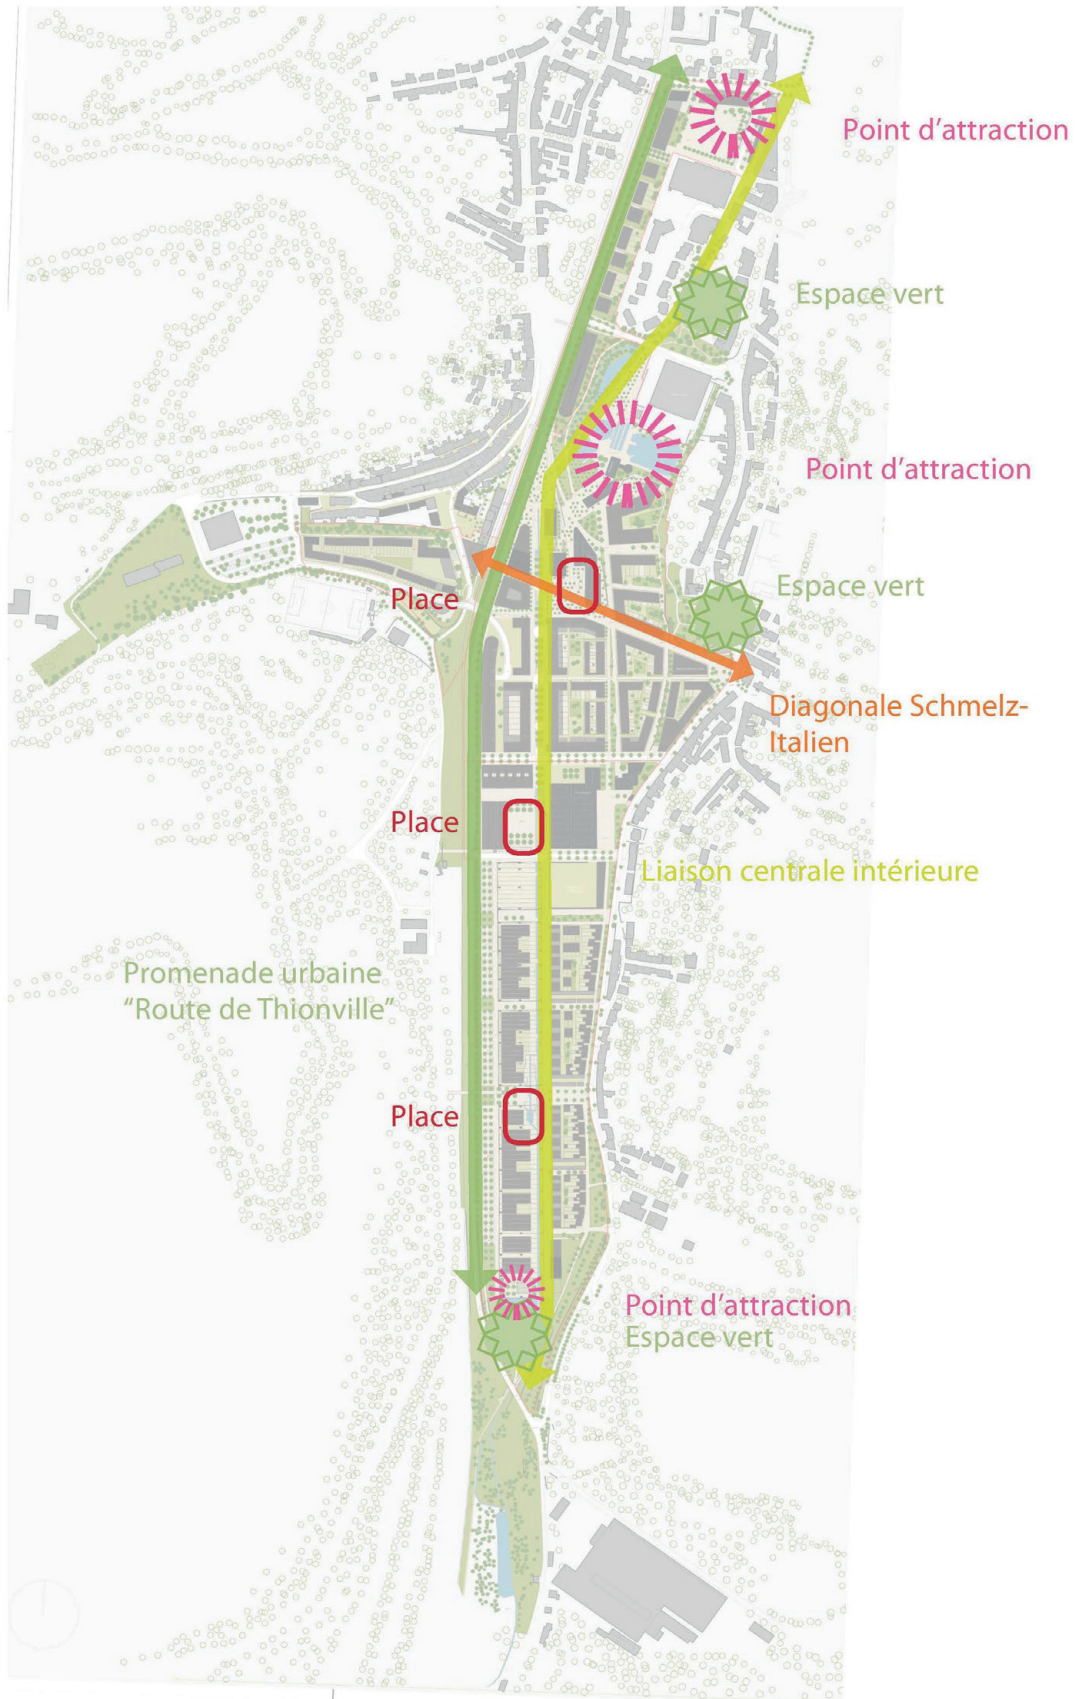 Point d’attraction
Espace vert
Point d’attraction
Espace vert
Place
Diagonale Schmelz-
Italien
Place
Liaison centrale intérieure
Promenade urbaine
“Route de Thionville”
Place
Point d’attraction
Espace vert